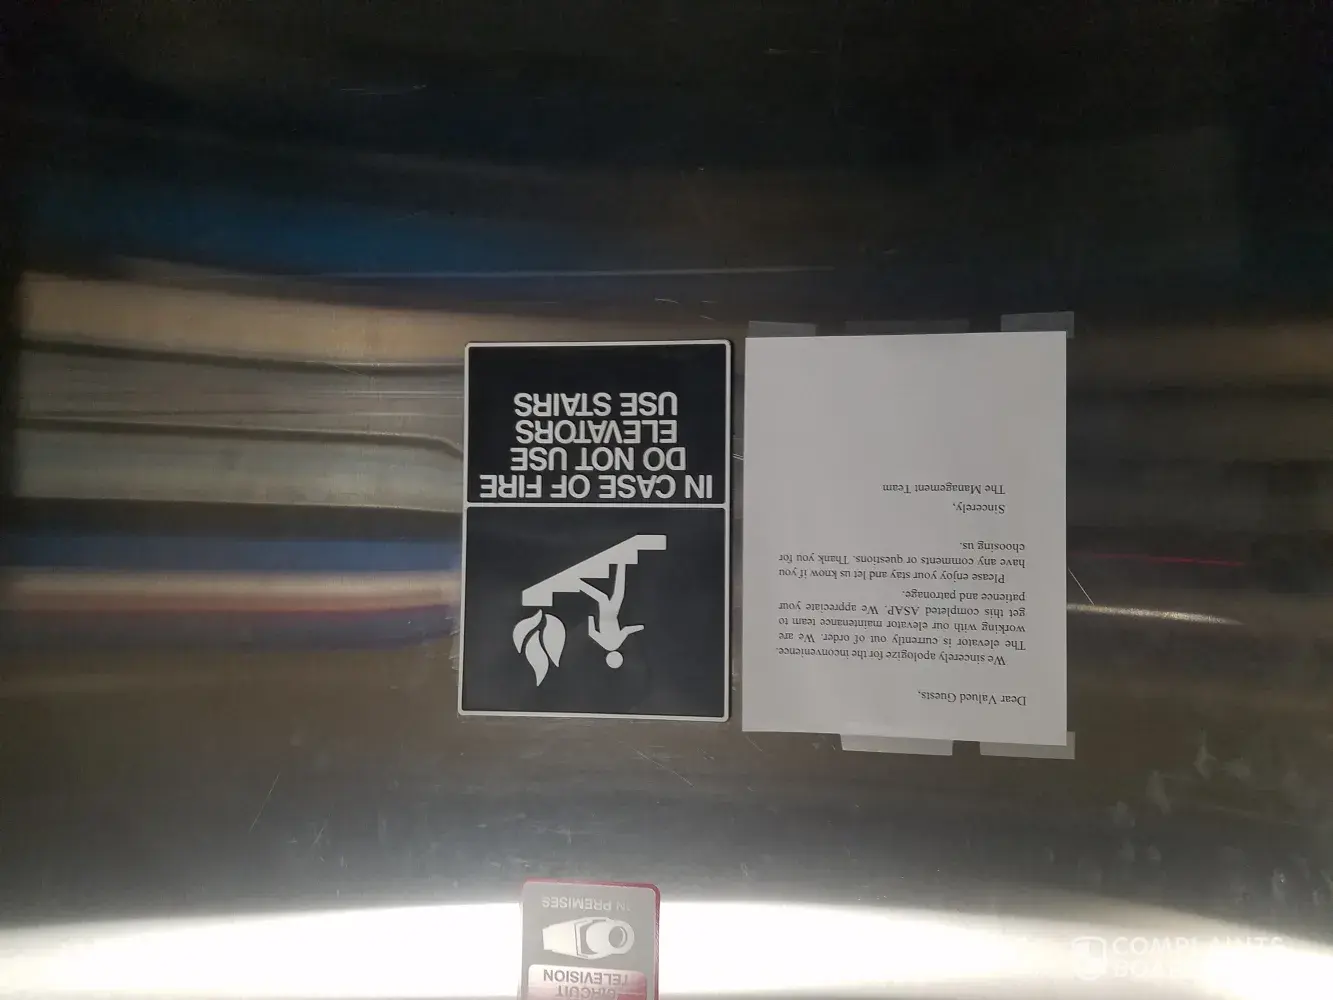 CIRCUIT
TELEVISION
IN PREMISES
IN CASE OF FIRE
DO NOT USE
ELEVATORS
USE STAIRS
Dear Valued Guests,
We sincerely apologize for the inconvenience.
The elevator is currently out of order. We are
working with our elevator maintenance team to
get this completed ASAP. We appreciate your
patience and patronage.
Please enjoy your stay and let us know if you
have any comments or questions. Thank you for
choosing us.
Sincerely,
The Management Team
COMPLAINTS